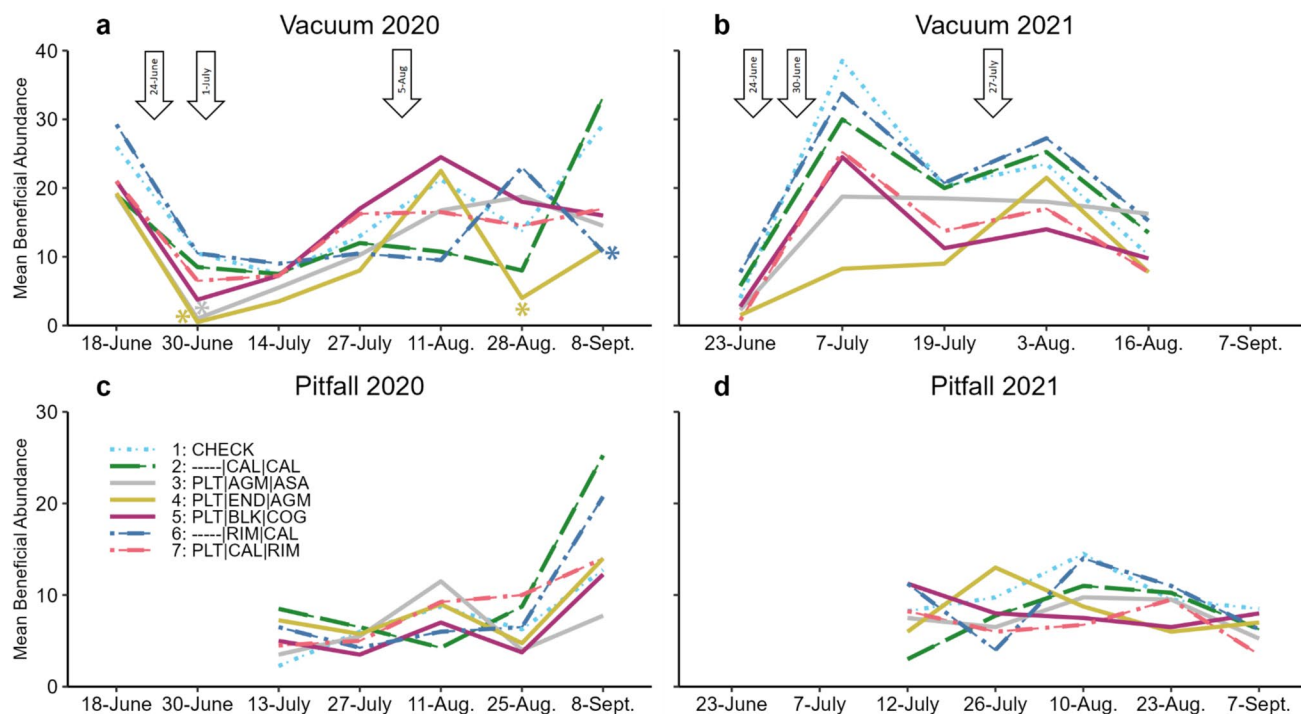 a Vacuum 2020
b Vacuum 2021
Mean Beneficial Abundance
40
30
20
10
0
24-June
1-July
5-Aug
24-June
30-June
27-July
*
*
*
*
18-June 30-June 14-July 27-July 11-Aug. 28-Aug. 8-Sept.
23-June 7-July 19-July 3-Aug. 16-Aug. 7-Sept.
c Pitfall 2020
d Pitfall 2021
Mean Beneficial Abundance
30
20
10
0
1: CHECK
2: -----|CAL|CAL
3: PLT|AGM|ASA
4: PLT|END|AGM
5: PLT|BLK|COG
6: -----|RIM|CAL
7: PLT|CAL|RIM
18-June 30-June 13-July 27-July 11-Aug. 25-Aug. 8-Sept.
23-June 7-July 12-July 26-July 10-Aug. 23-Aug. 7-Sept.